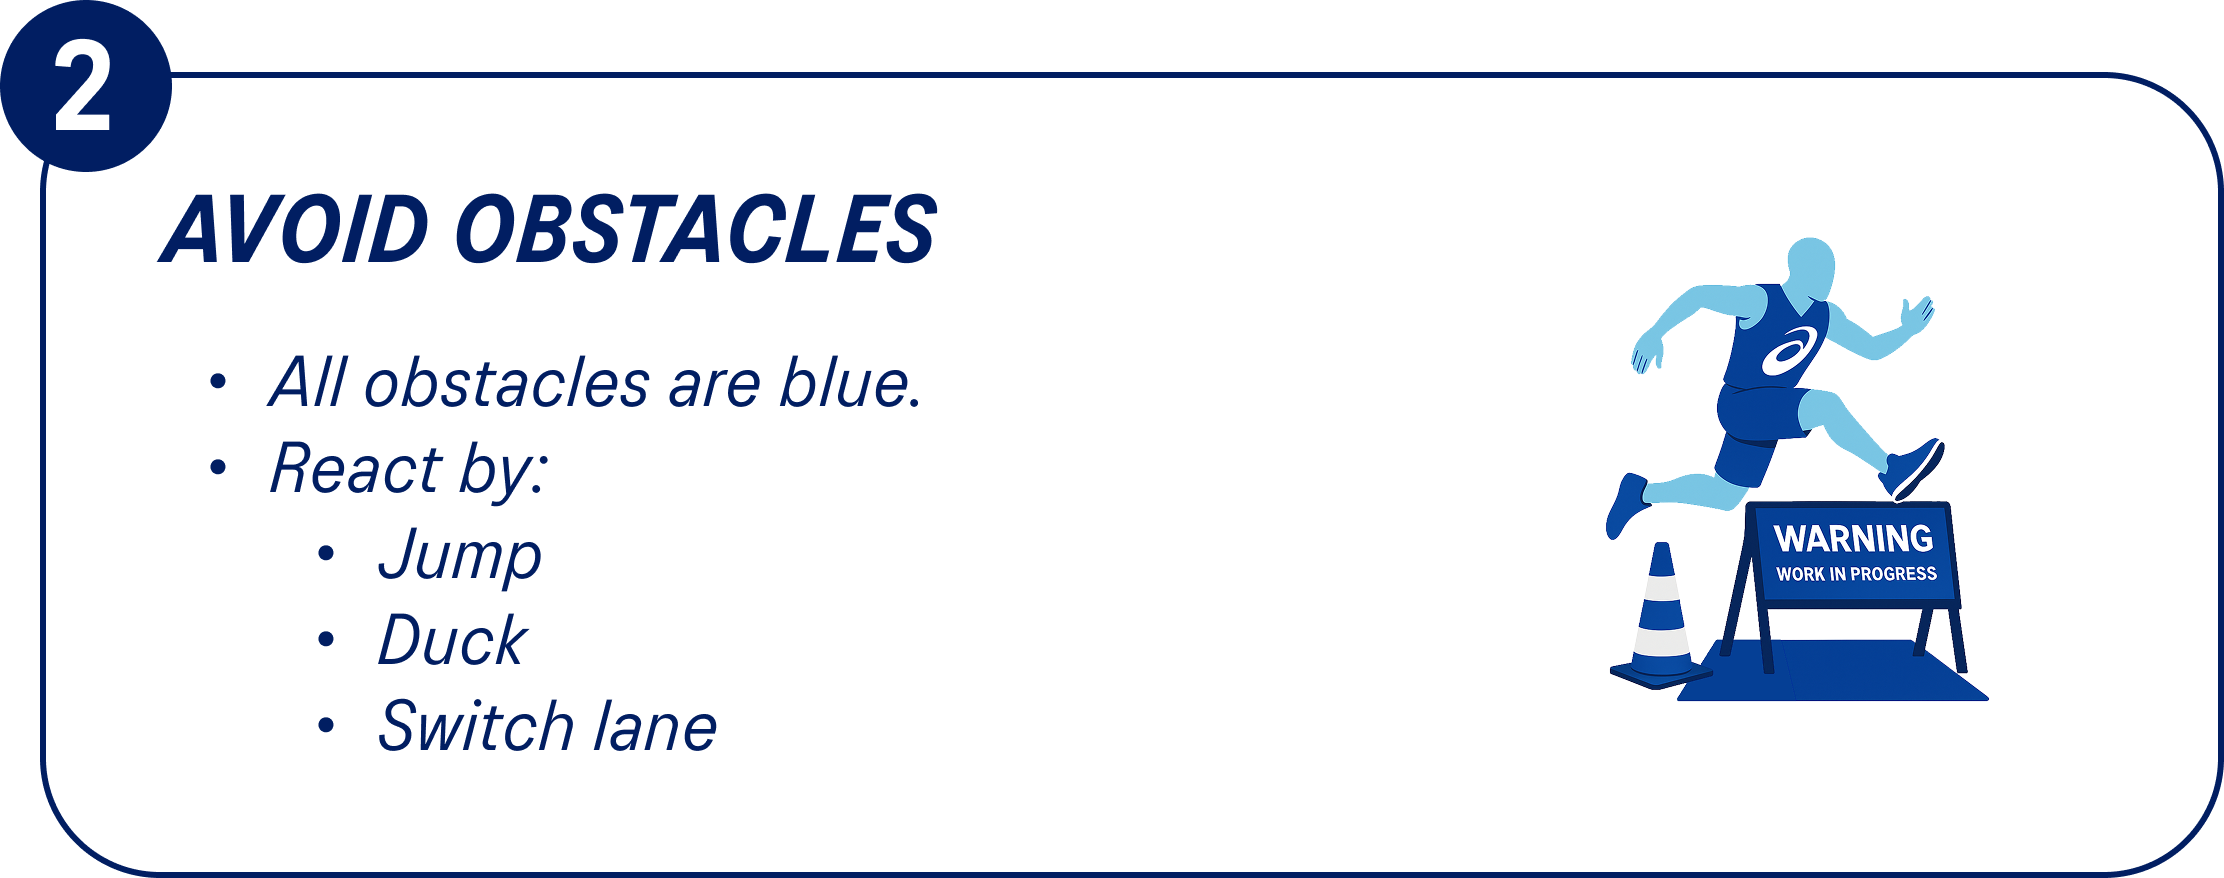 2
AVOID OBSTACLES
• All obstacles are blue.
• React by:
• Jump
• Duck
• Switch lane
WARNING
WORK IN PROGRESS